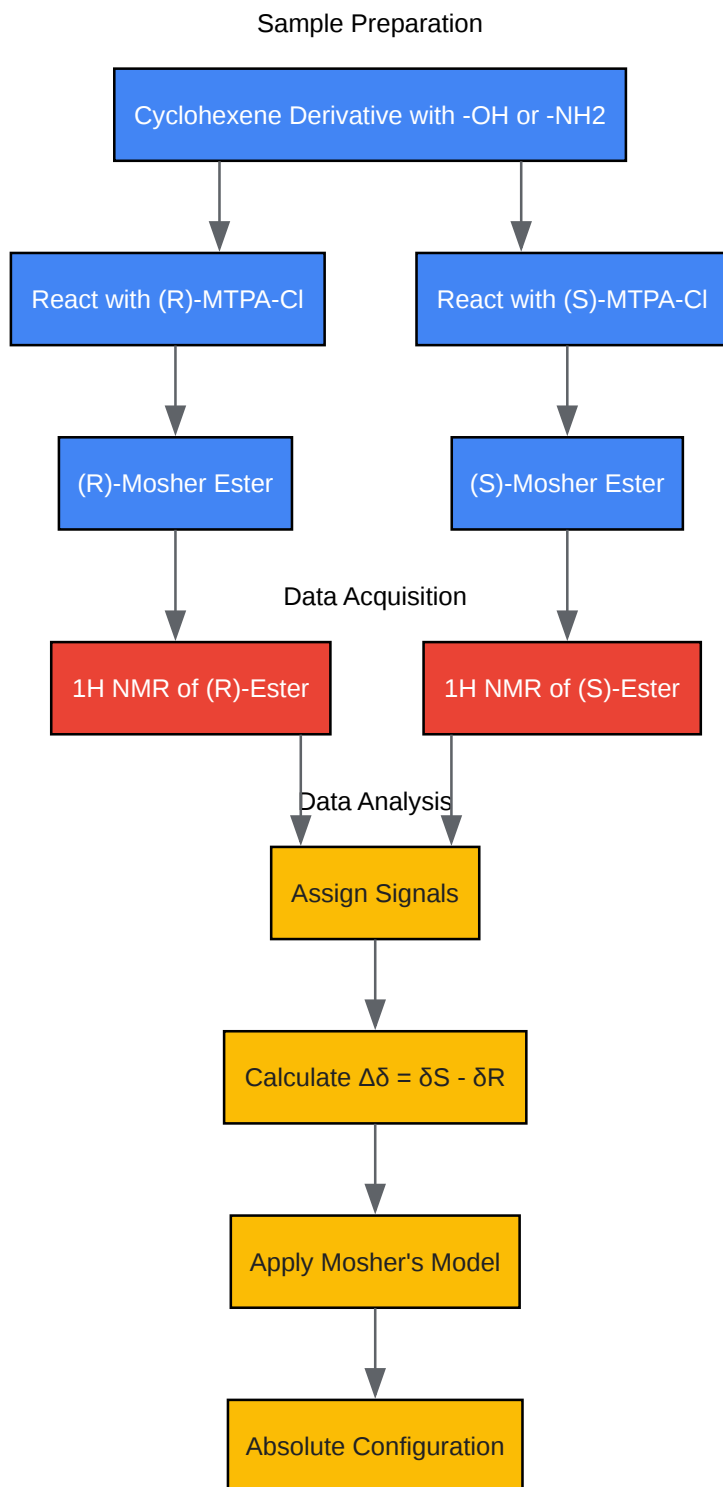 Sample Preparation
Cyclohexene Derivative with -OH or -NH2
React with (R)-MTPA-Cl
React with (S)-MTPA-Cl
(R)-Mosher Ester
(S)-Mosher Ester
Data Acquisition
1H NMR of (R)-Ester
1H NMR of (S)-Ester
Data Analysis
Assign Signals
Calculate Δδ = δS - δR
Apply Mosher's Model
Absolute Configuration